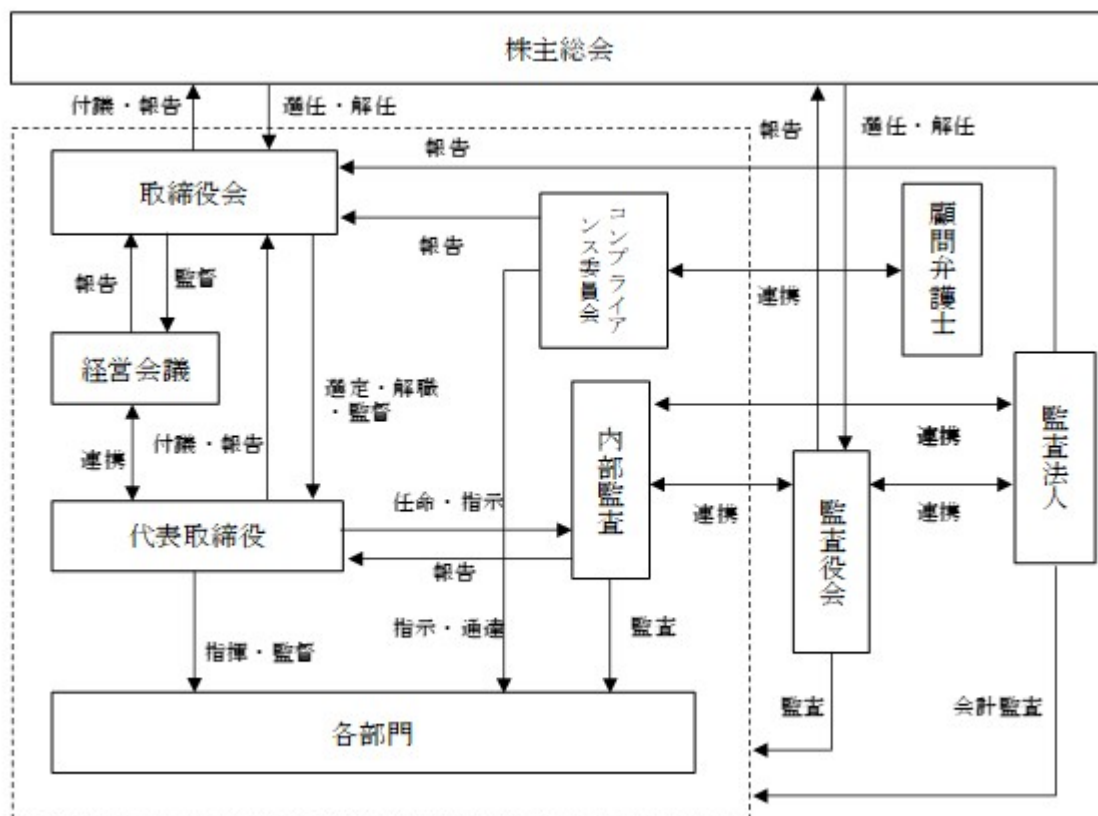 株主総会
付議・報告
選任・解任
報告
選任・解任
報告
取締役会
コンプライア
ンス委員会
顧問弁護士
報告
連携
報告
監督
経営会議
選定・解職
・監督
付議・報告
連携
内部監査
監査法人
連携
連携
連携
監査役会
任命・指示
代表取締役
報告
指示・通達
監査
指揮・監督
各部門
監査
会計監査